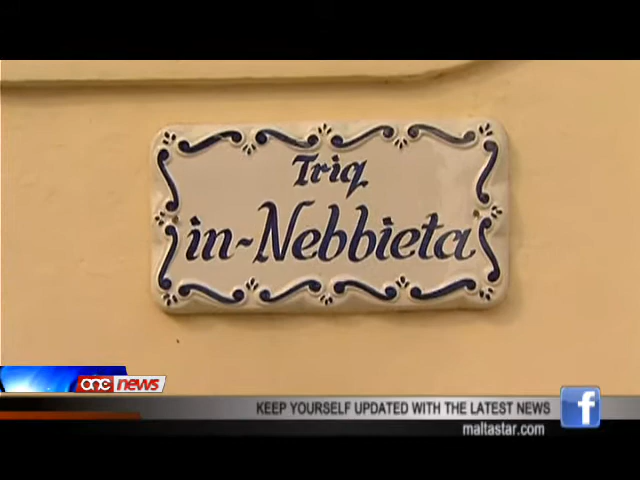 Triq
in-Nebbieta
one news
KEEP YOURSELF UPDATED WITH THE LATEST NEWS
f
maltastar.com